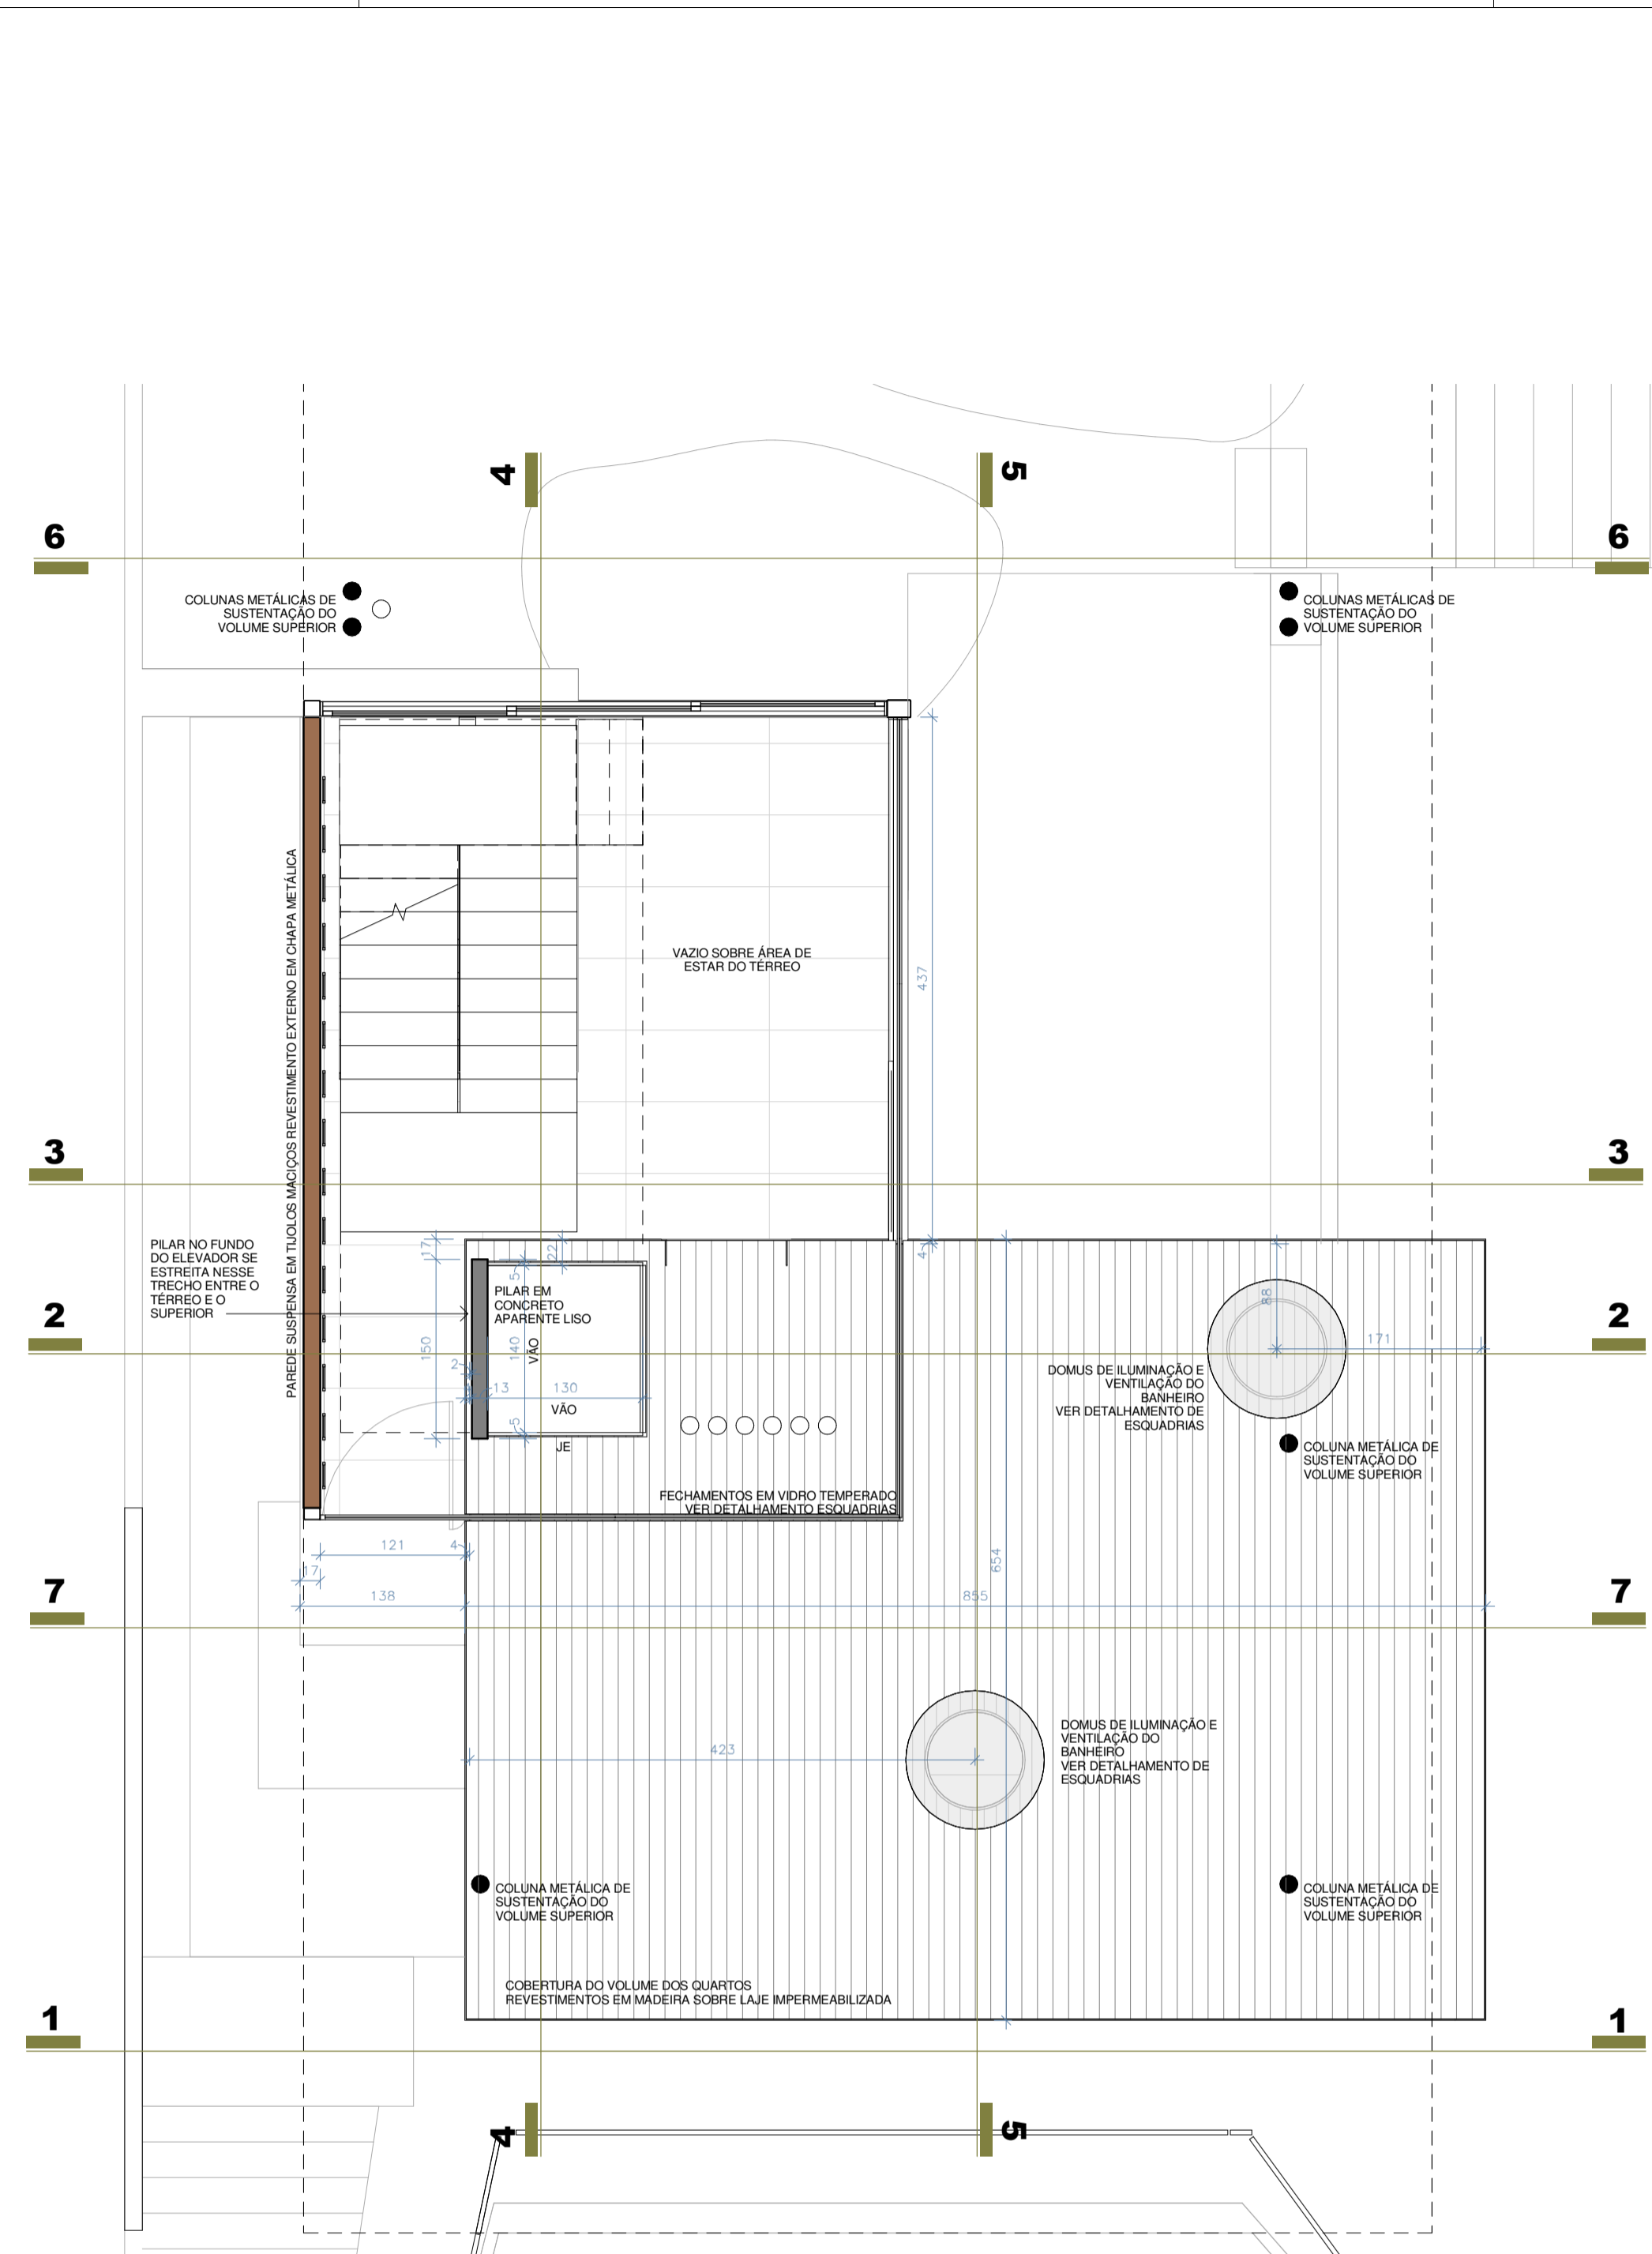 4
5
6
6
COLUNAS METÁLICAS DE
SUSTENTAÇÃO DO
VOLUME SUPERIOR
COLUNAS METÁLICAS DE
SUSTENTAÇÃO DO
VOLUME SUPERIOR
PAREDE SUSPENSA EM TIJOLOS MACIÇOS REVESTIMENTO EXTERNO EM CHAPA METÁLICA
VAZIO SOBRE ÁREA DE
ESTAR DO TÉRREO
437
3
3
PILAR NO FUNDO
DO ELEVADOR SE
ESTREITA NESSE
TRECHO ENTRE O
TÉRREO E O
SUPERIOR
17
22
4
5
PILAR EM
CONCRETO
APARENTE LISO
88
2
2
150
140
VÃO
171
2
13
130
VÃO
5
JE
DOMUS DE ILUMINAÇÃO E
VENTILAÇÃO DO
BANHEIRO
VER DETALHAMENTO DE
ESQUADRIAS
COLUNA METÁLICA DE
SUSTENTAÇÃO DO
VOLUME SUPERIOR
FECHAMENTOS EM VIDRO TEMPERADO
VER DETALHAMENTO ESQUADRIAS
121
4
17
138
654
855
7
7
423
DOMUS DE ILUMINAÇÃO E
VENTILAÇÃO DO
BANHEIRO
VER DETALHAMENTO DE
ESQUADRIAS
COLUNA METÁLICA DE
SUSTENTAÇÃO DO
VOLUME SUPERIOR
COLUNA METÁLICA DE
SUSTENTAÇÃO DO
VOLUME SUPERIOR
COBERTURA DO VOLUME DOS QUARTOS
REVESTIMENTOS EM MADEIRA SOBRE LAJE IMPERMEABILIZADA
1
1
4
5